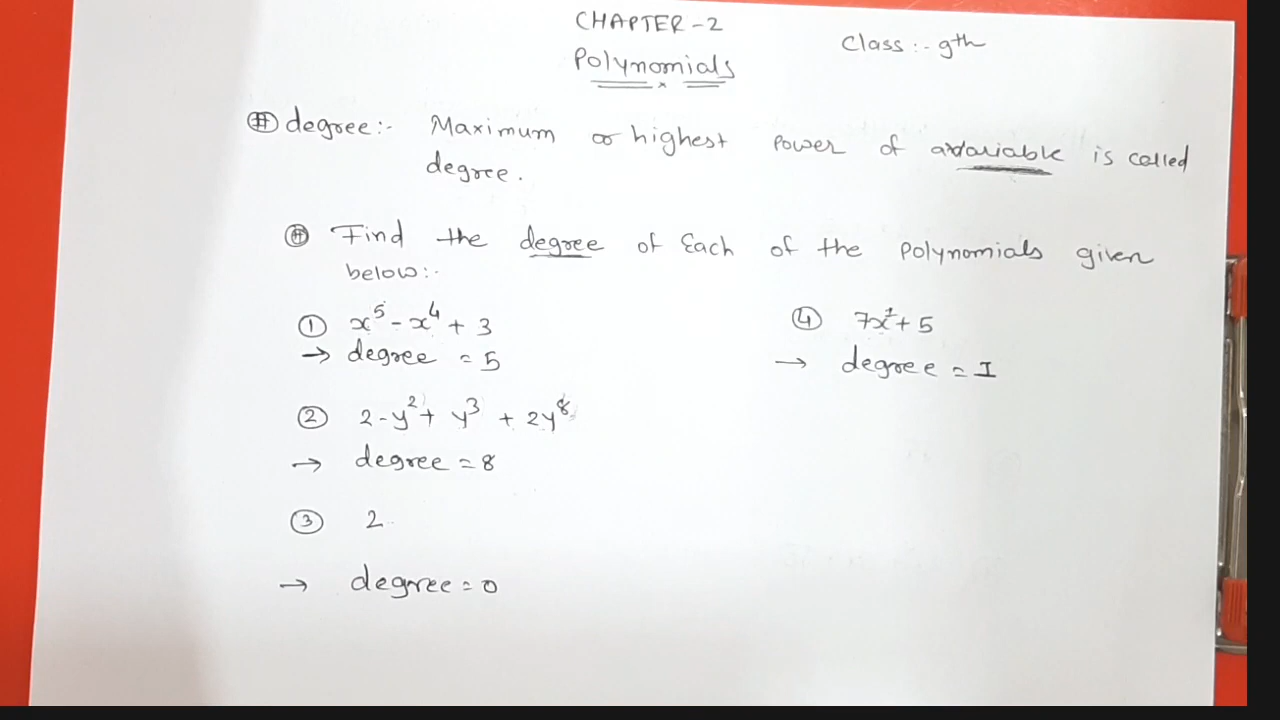 CHAPTER-2
Class:- 9th
Polynomials
# degree:- Maximum or highest power of a variable is called
degree.
# Find the degree of Each of the polynomials given
below:-
① x⁵ - x⁴ + 3
→ degree = 5
② 2 - y² + y³ + 2y⁸
→ degree = 8
③ 2
→ degree = 0
④ 7x¹ + 5
→ degree = I